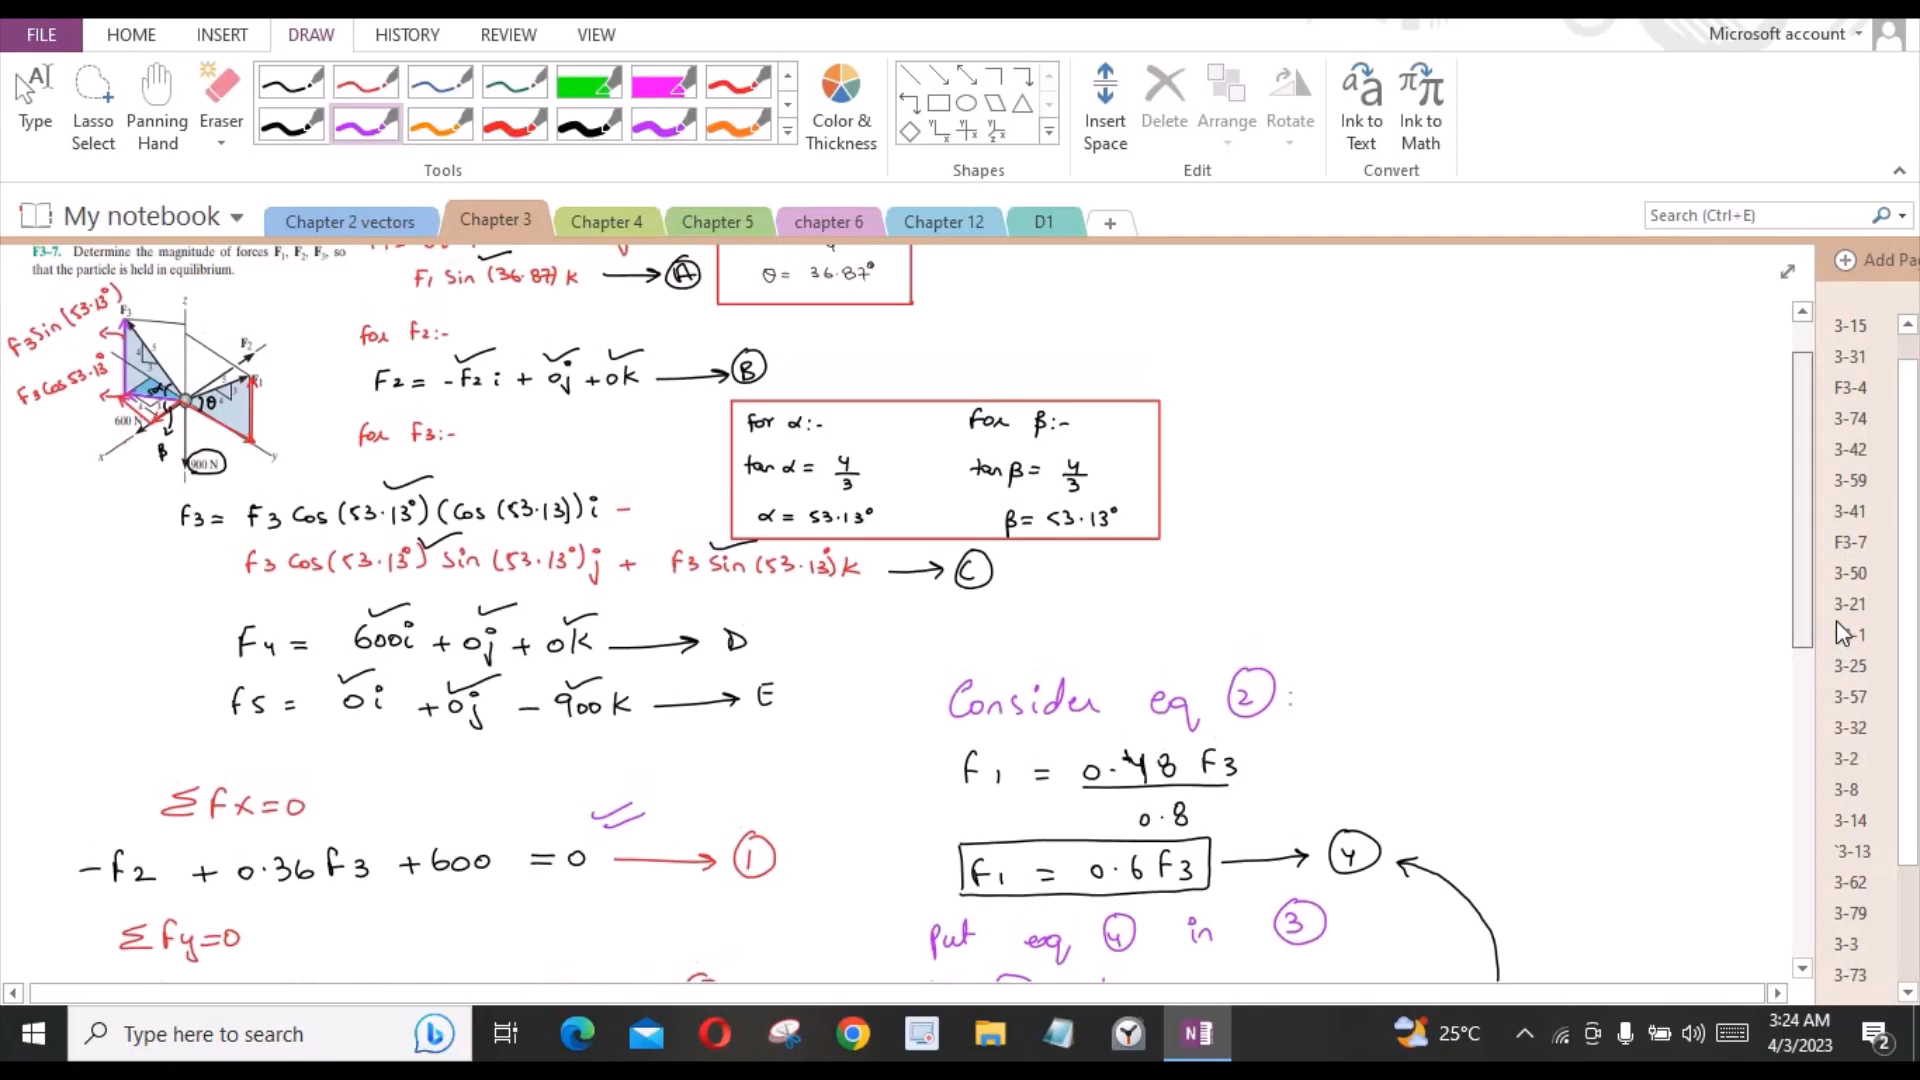 FILE HOME INSERT DRAW HISTORY REVIEW VIEW
Microsoft account
Type
Lasso Select
Panning Hand
Eraser
Color & Thickness
Insert Space
Delete
Arrange
Rotate
Ink to Text
Ink to Math
Tools
Shapes
Edit
Convert
My notebook
Chapter 2 vectors
Chapter 3
Chapter 4
Chapter 5
chapter 6
Chapter 12
D1
Search (Ctrl+E)
F3–7. Determine the magnitude of forces F1, F2, F3, so
that the particle is held in equilibrium.
F3 Sin(53.13°)
F3 Cos 53.13°
z
F3
F2
F1
5
4
3
α
θ
600 N
β
x
900 N
y
F1 Sin (36.87) k → A
θ = 36.87°
for F2:-
F2 = -F2 i + 0j + 0k → B
for F3:-
for α:-
tan α = 4/3
α = 53.13°
for β:-
tan β = 4/3
β = 53.13°
F3 = F3 Cos (53.13°)(Cos (53.13)) i -
F3 Cos(53.13°) Sin (53.13°)j + F3 Sin (53.13)k → C
F4 = 600i + 0j + 0k → D
F5 = 0i + 0j - 900k → E
ΣFx=0
-F2 + 0.36 F3 + 600 = 0 → 1
ΣFy=0
Consider eq 2 :
F1 = 0.48 F3
0.8
F1 = 0.6 F3 → 4
Put eq 4 in 3
Add Pa
3-15
3-31
F3-4
3-74
3-42
3-59
3-41
F3-7
3-50
3-21
-1
3-25
3-57
3-32
3-2
3-8
3-14
`3-13
3-62
3-79
3-3
3-73
Type here to search
25°C
3:24 AM
4/3/2023
2